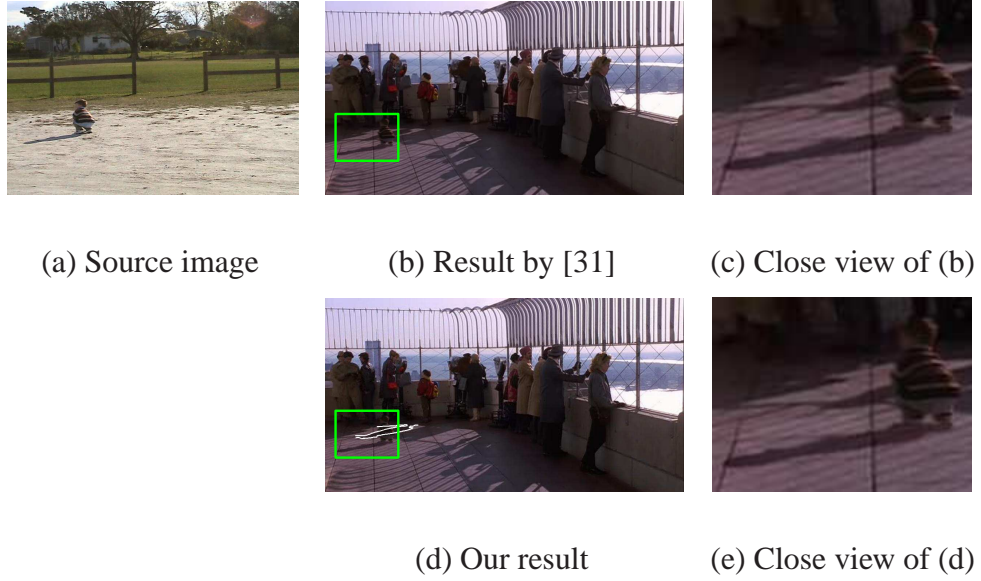 (a) Source image
(b) Result by [31]
(c) Close view of (b)
(d) Our result
(e) Close view of (d)